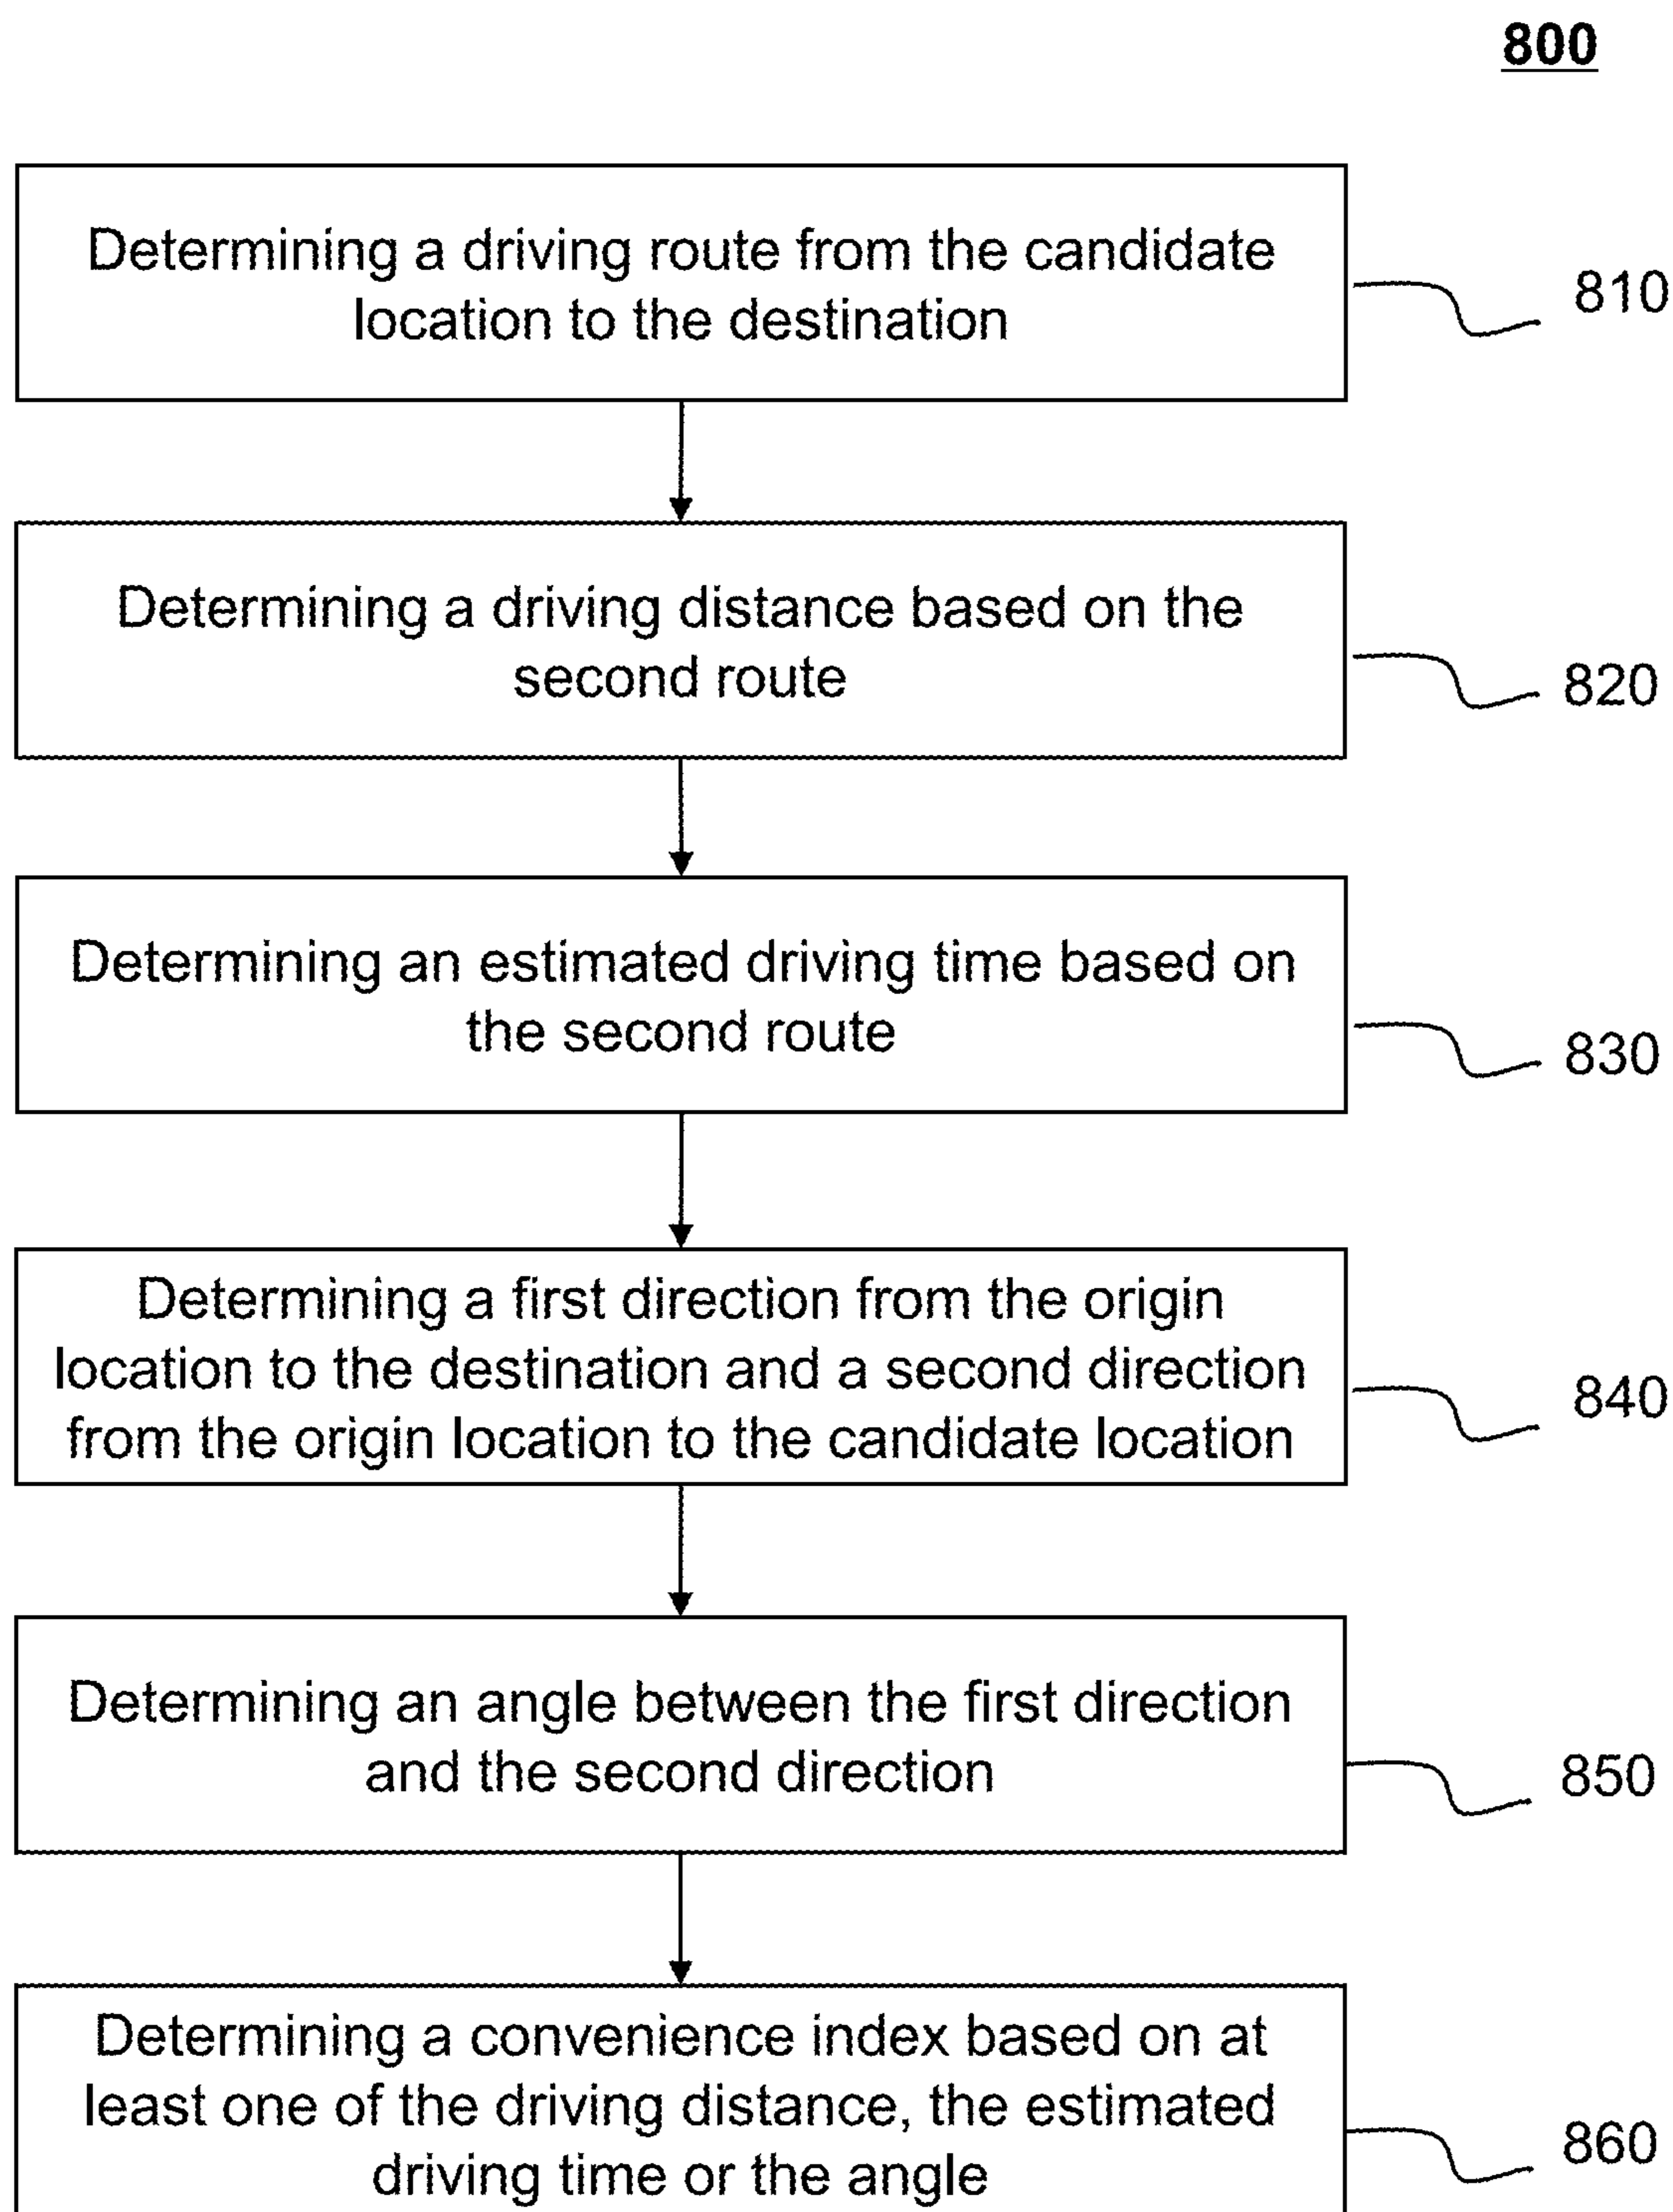 800
Determining a driving route from the candidate
location to the destination
810
Determining a driving distance based on the
second route
820
Determining an estimated driving time based on
the second route
830
Determining a first direction from the origin
location to the destination and a second direction
from the origin location to the candidate location
840
Determining an angle between the first direction
and the second direction
850
Determining a convenience index based on at
least one of the driving distance, the estimated
driving time or the angle
860